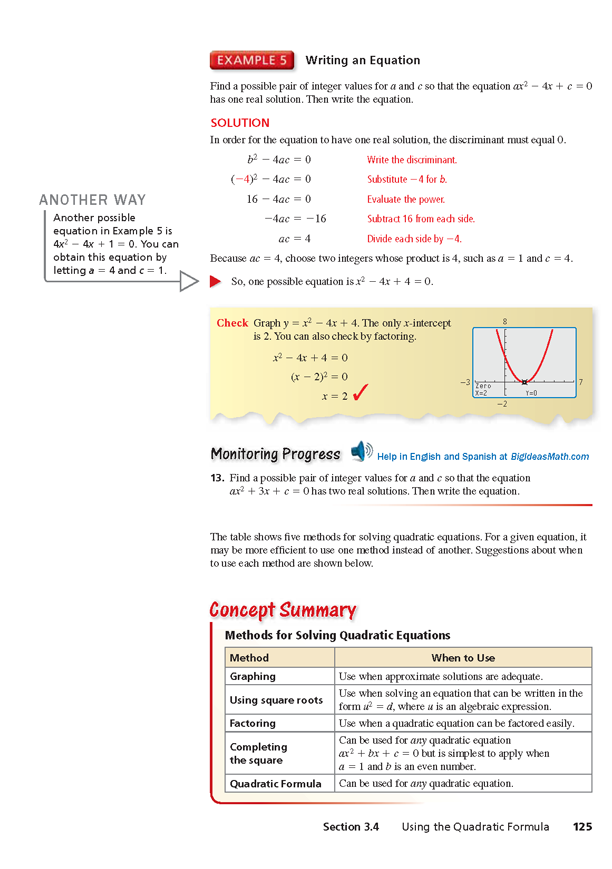 EXAMPLE 5 Writing an Equation
Find a possible pair of integer values for a and c so that the equation ax² − 4x + c = 0
has one real solution. Then write the equation.
SOLUTION
In order for the equation to have one real solution, the discriminant must equal 0.
b² − 4ac = 0 Write the discriminant.
(−4)² − 4ac = 0 Substitute −4 for b.
16 − 4ac = 0 Evaluate the power.
−4ac = −16 Subtract 16 from each side.
ac = 4 Divide each side by −4.
Because ac = 4, choose two integers whose product is 4, such as a = 1 and c = 4.
So, one possible equation is x² − 4x + 4 = 0.
ANOTHER WAY
Another possible
equation in Example 5 is
4x² − 4x + 1 = 0. You can
obtain this equation by
letting a = 4 and c = 1.
Check Graph y = x² − 4x + 4. The only x-intercept
is 2. You can also check by factoring.
x² − 4x + 4 = 0
(x − 2)² = 0
x = 2 ✓
8
−3
7
Zero
X=2 Y=0
−2
Monitoring Progress Help in English and Spanish at BigIdeasMath.com
13. Find a possible pair of integer values for a and c so that the equation
ax² + 3x + c = 0 has two real solutions. Then write the equation.
The table shows five methods for solving quadratic equations. For a given equation, it
may be more efficient to use one method instead of another. Suggestions about when
to use each method are shown below.
Concept Summary
Methods for Solving Quadratic Equations
Method When to Use
Graphing Use when approximate solutions are adequate.
Using square roots Use when solving an equation that can be written in the
form u² = d, where u is an algebraic expression.
Factoring Use when a quadratic equation can be factored easily.
Completing
the square
Can be used for any quadratic equation
ax² + bx + c = 0 but is simplest to apply when
a = 1 and b is an even number.
Quadratic Formula Can be used for any quadratic equation.
Section 3.4 Using the Quadratic Formula 125